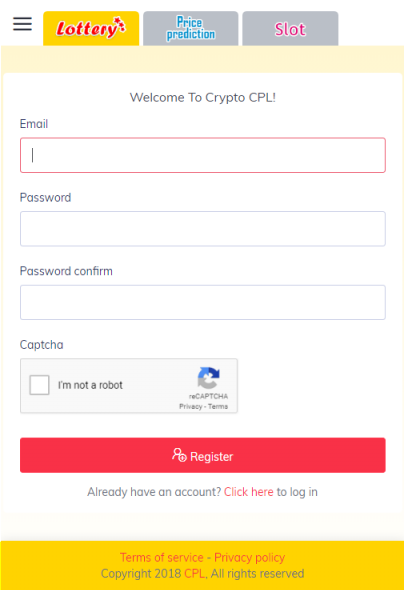 Lottery
Price
prediction
Slot
Welcome To Crypto CPL!
Email
Password
Password confirm
Captcha
I'm not a robot
reCAPTCHA
Privacy - Terms
Register
Already have an account? Click here to log in
Terms of service - Privacy policy
Copyright 2018 CPL, All rights reserved